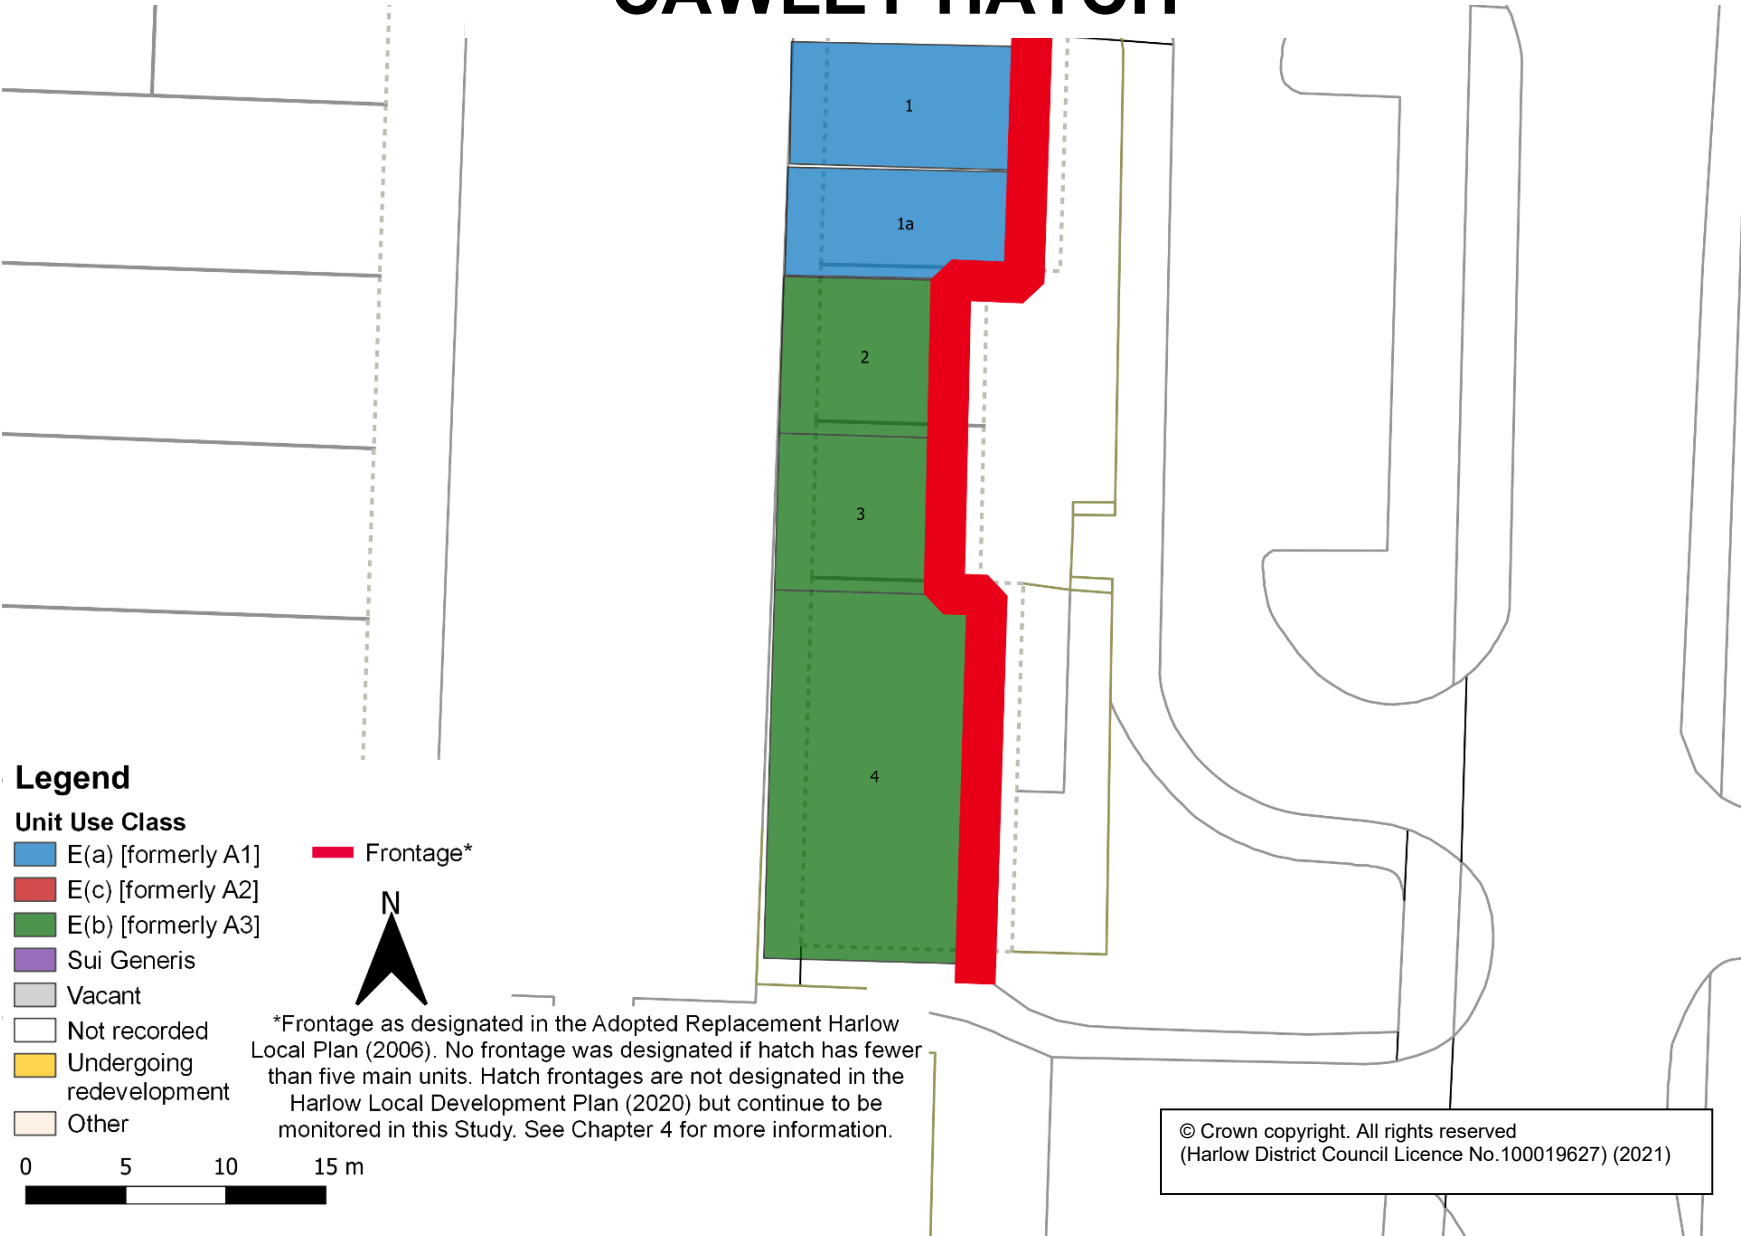 CAWLEY HATCH
1
1a
2
3
4
Legend
Unit Use Class
E(a) [formerly A1]
E(c) [formerly A2]
E(b) [formerly A3]
Sui Generis
Vacant
Not recorded
Undergoing
redevelopment
Other
Frontage*
N
*Frontage as designated in the Adopted Replacement Harlow
Local Plan (2006). No frontage was designated if hatch has fewer
than five main units. Hatch frontages are not designated in the
Harlow Local Development Plan (2020) but continue to be
monitored in this Study. See Chapter 4 for more information.
0 5 10 15 m
© Crown copyright. All rights reserved
(Harlow District Council Licence No.100019627) (2021)